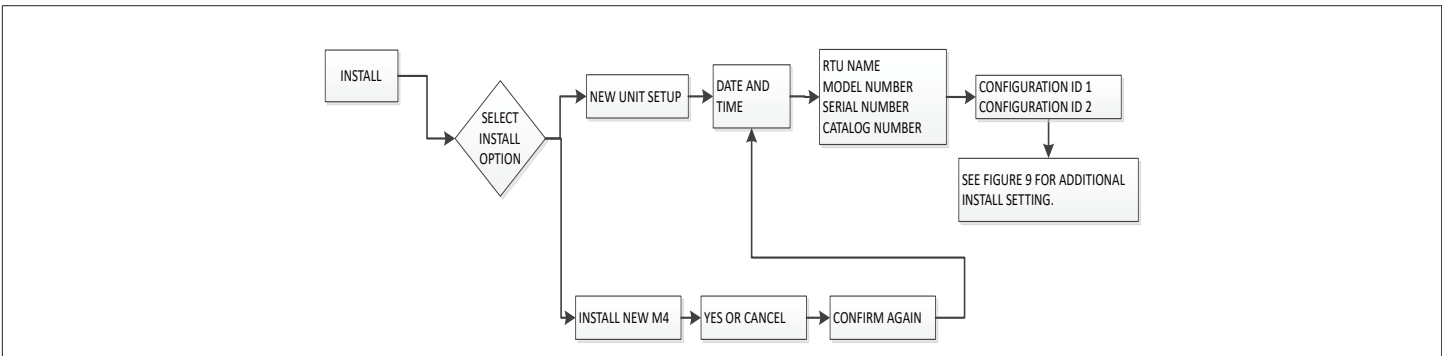 INSTALL
SELECT
INSTALL
OPTION
NEW UNIT SETUP
DATE AND
TIME
RTU NAME
MODEL NUMBER
SERIAL NUMBER
CATALOG NUMBER
CONFIGURATION ID 1
CONFIGURATION ID 2
SEE FIGURE 9 FOR ADDITIONAL
INSTALL SETTING.
INSTALL NEW M4
YES OR CANCEL
CONFIRM AGAIN